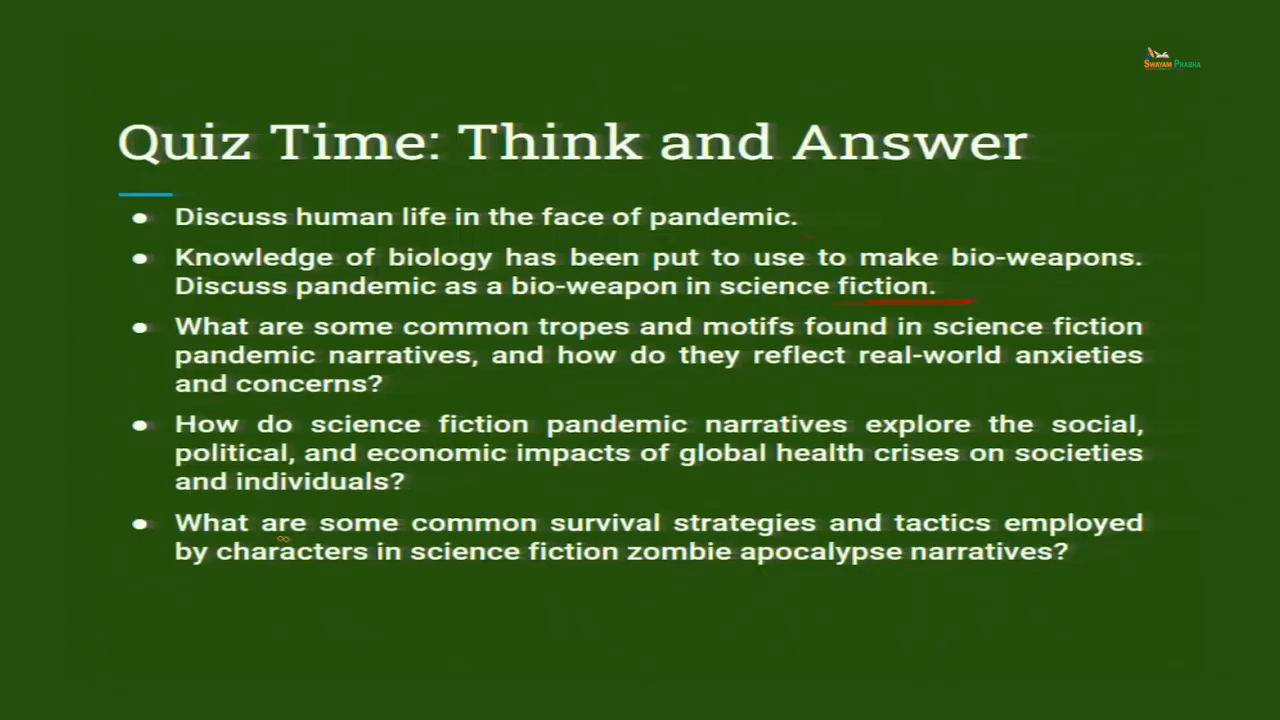 SWAYAM PRABHA
Quiz Time: Think and Answer
● Discuss human life in the face of pandemic.
● Knowledge of biology has been put to use to make bio-weapons.
Discuss pandemic as a bio-weapon in science fiction.
● What are some common tropes and motifs found in science fiction
pandemic narratives, and how do they reflect real-world anxieties
and concerns?
● How do science fiction pandemic narratives explore the social,
political, and economic impacts of global health crises on societies
and individuals?
● What are some common survival strategies and tactics employed
by characters in science fiction zombie apocalypse narratives?